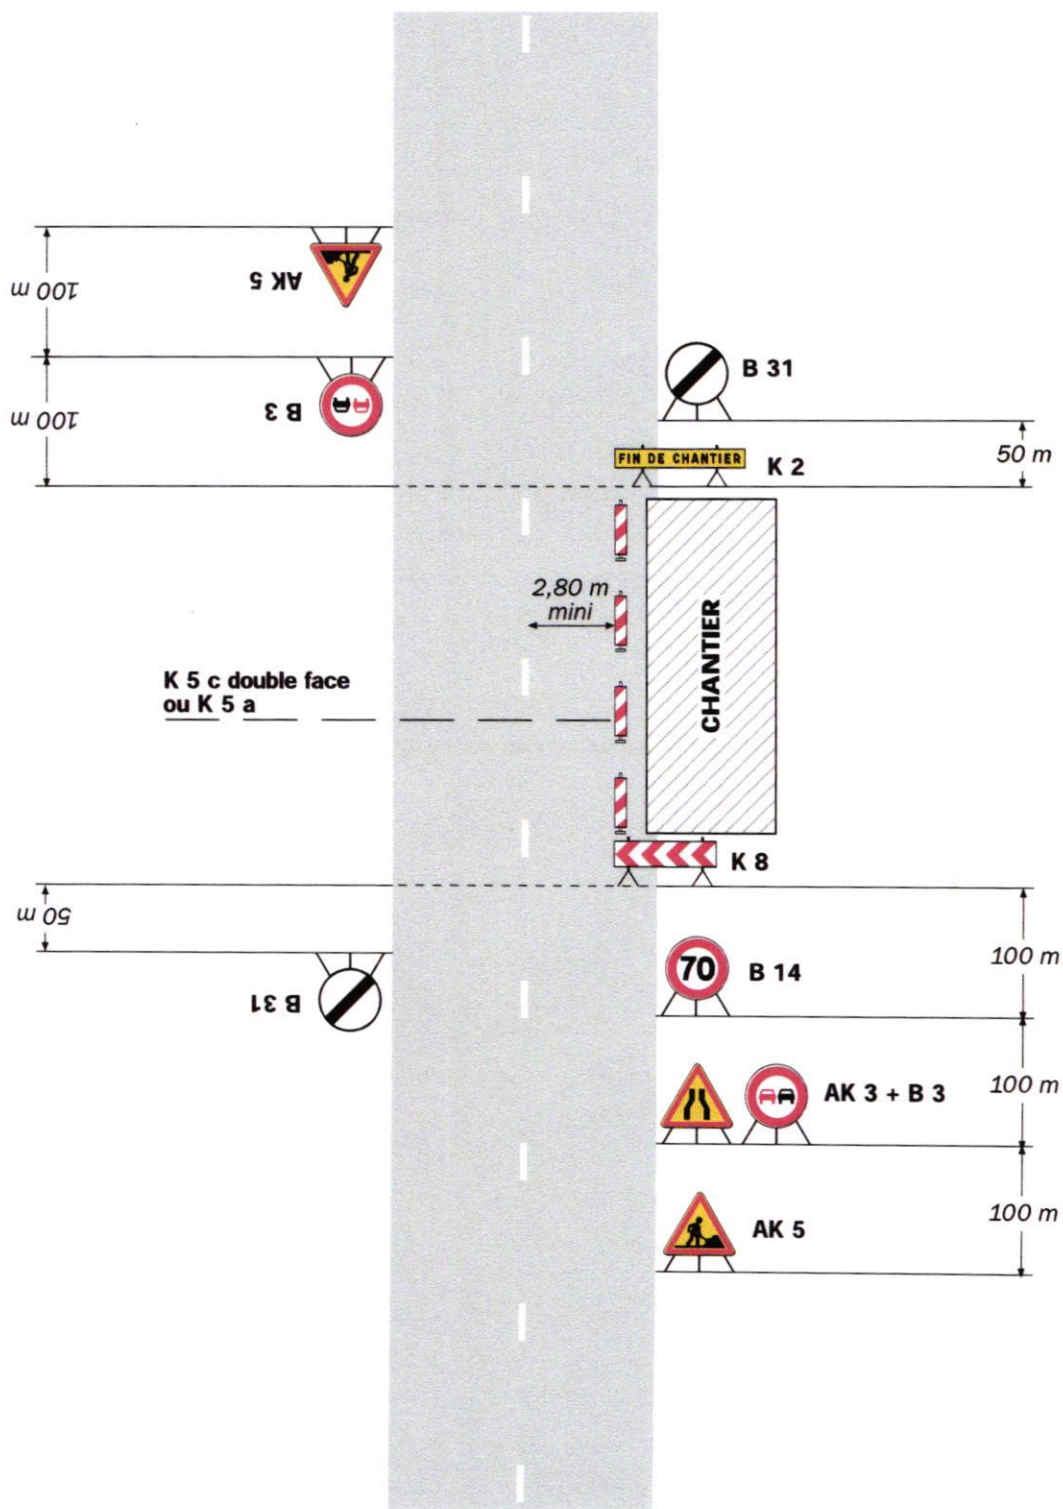 AK 5
100 m
B 3
100 m
B 31
50 m
FIN DE CHANTIER
K 2
2,80 m
mini
CHANTIER
K 5 c double face
ou K 5 a
K 8
50 m
B 31
70
B 14
100 m
AK 3 + B 3
100 m
AK 5
100 m